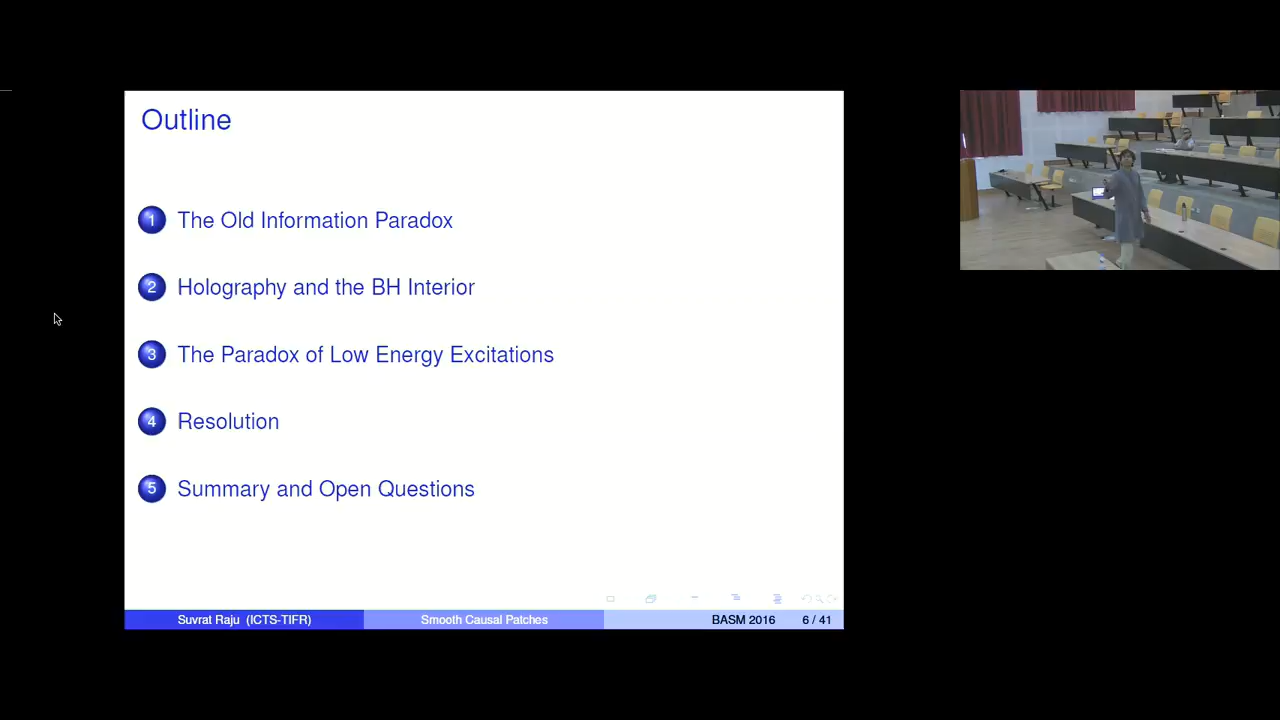 Outline
1 The Old Information Paradox
2 Holography and the BH Interior
3 The Paradox of Low Energy Excitations
4 Resolution
5 Summary and Open Questions
Suvrat Raju (ICTS-TIFR) Smooth Causal Patches BASM 2016 6 / 41